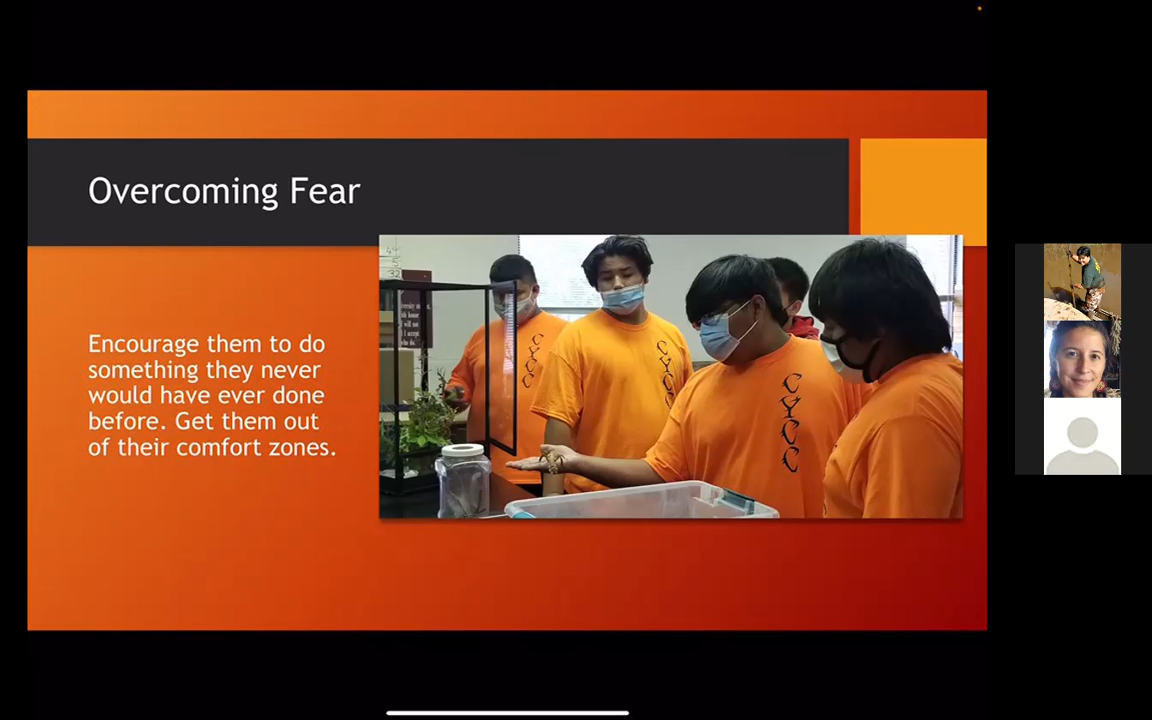 Overcoming Fear
Encourage them to do
something they never
would have ever done
before. Get them out
of their comfort zones.
CYCC
CYCC
CYCC